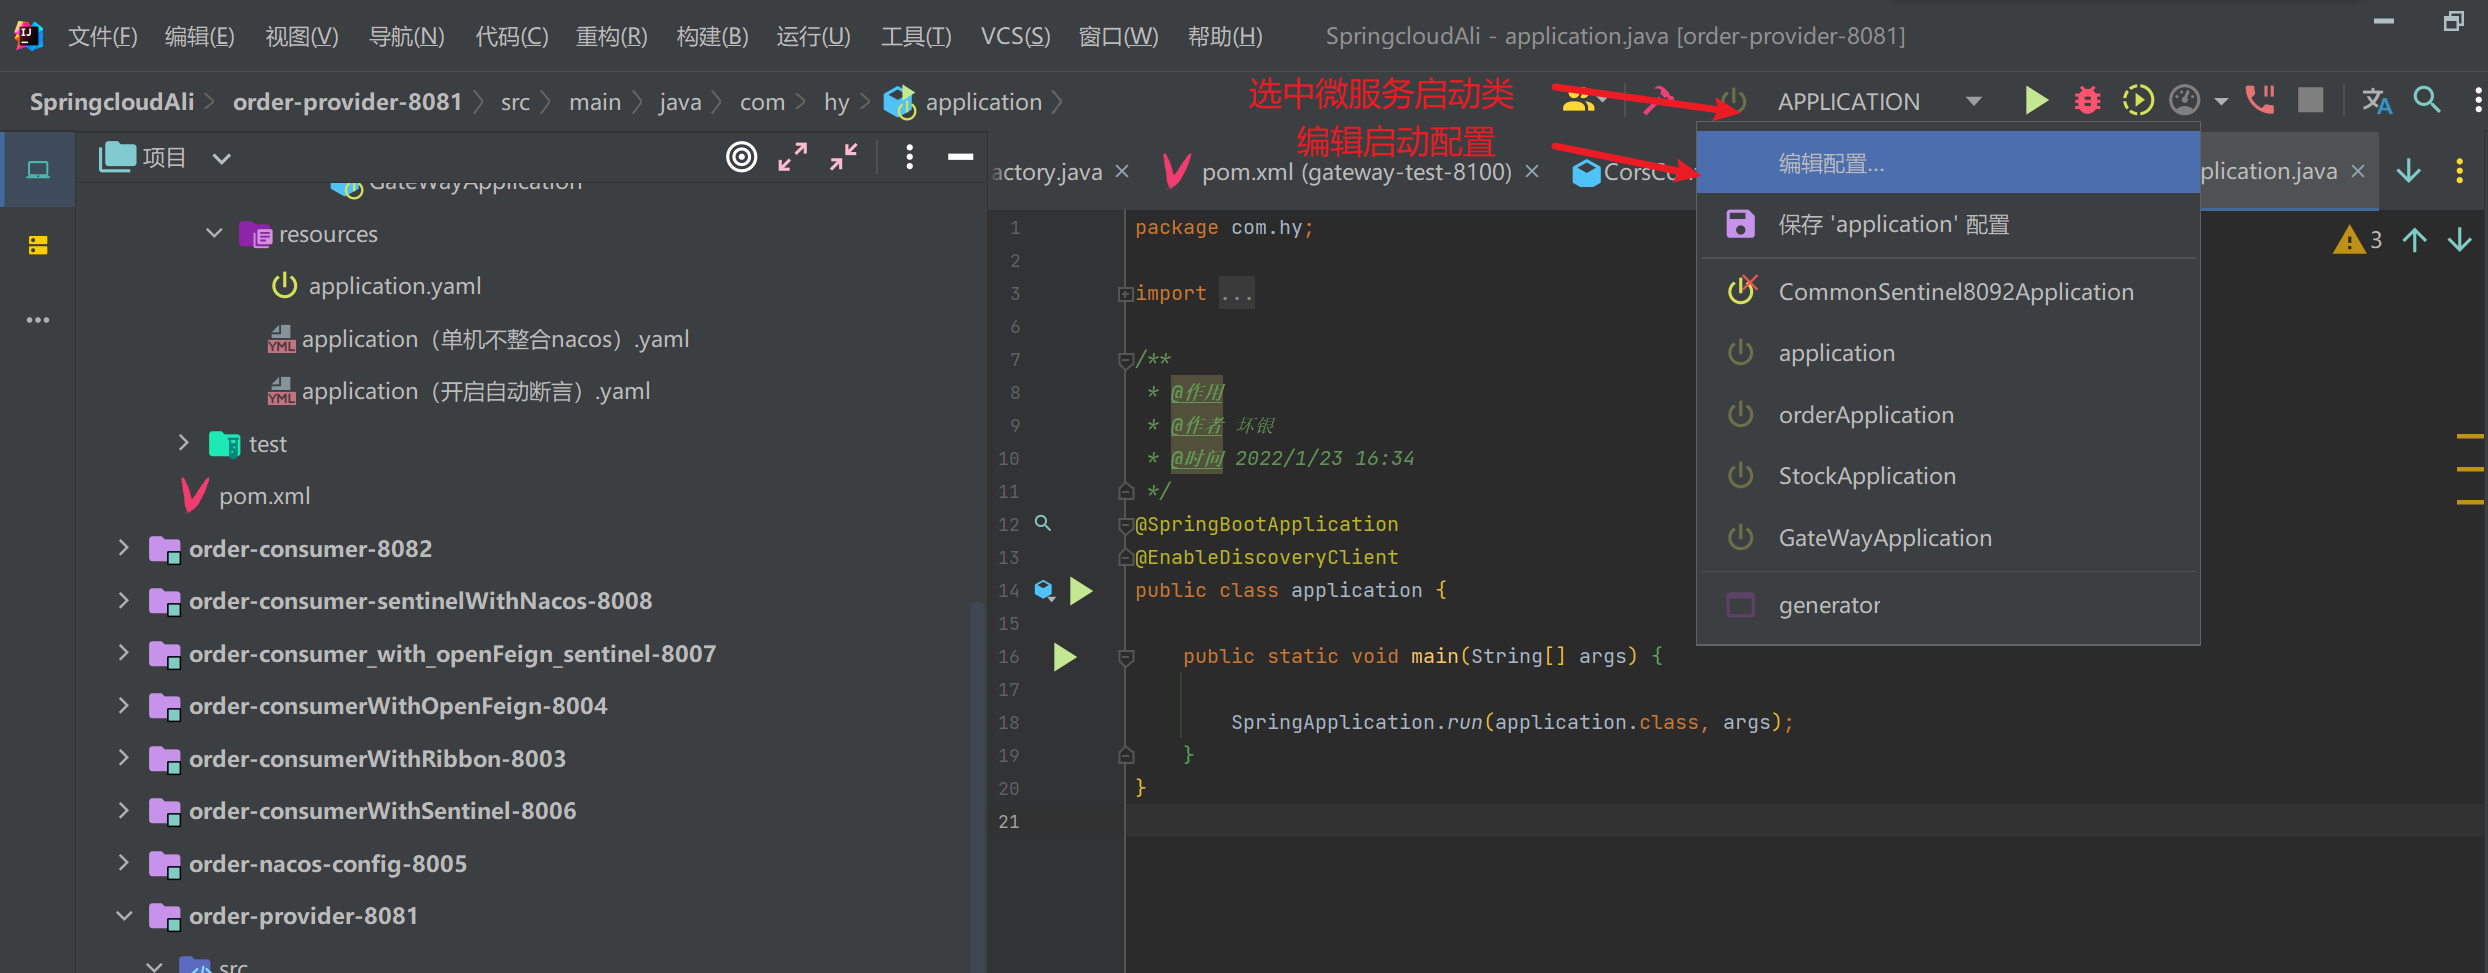 文件(F) 编辑(E) 视图(V) 导航(N) 代码(C) 重构(R) 构建(B) 运行(U) 工具(T) VCS(S) 窗口(W) 帮助(H) SpringcloudAli - application.java [order-provider-8081]
SpringcloudAli order-provider-8081 src main java com hy application
选中微服务启动类
编辑启动配置
APPLICATION
项目
actory.java
pom.xml (gateway-test-8100)
plication.java
GateWayApplication
resources
application.yaml
application（单机不整合nacos）.yaml
application（开启自动断言）.yaml
test
pom.xml
order-consumer-8082
order-consumer-sentinelWithNacos-8008
order-consumer_with_openFeign_sentinel-8007
order-consumerWithOpenFeign-8004
order-consumerWithRibbon-8003
order-consumerWithSentinel-8006
order-nacos-config-8005
order-provider-8081
src
1 package com.hy;
2
3 import ...
6
7 /**
8 * @作用
9 * @作者 坏银
10 * @时间 2022/1/23 16:34
11 */
12 @SpringBootApplication
13 @EnableDiscoveryClient
14 public class application {
15
16 public static void main(String[] args) {
17
18 SpringApplication.run(application.class, args);
19 }
20 }
21
编辑配置...
保存 'application' 配置
CommonSentinel8092Application
application
orderApplication
StockApplication
GateWayApplication
generator
3